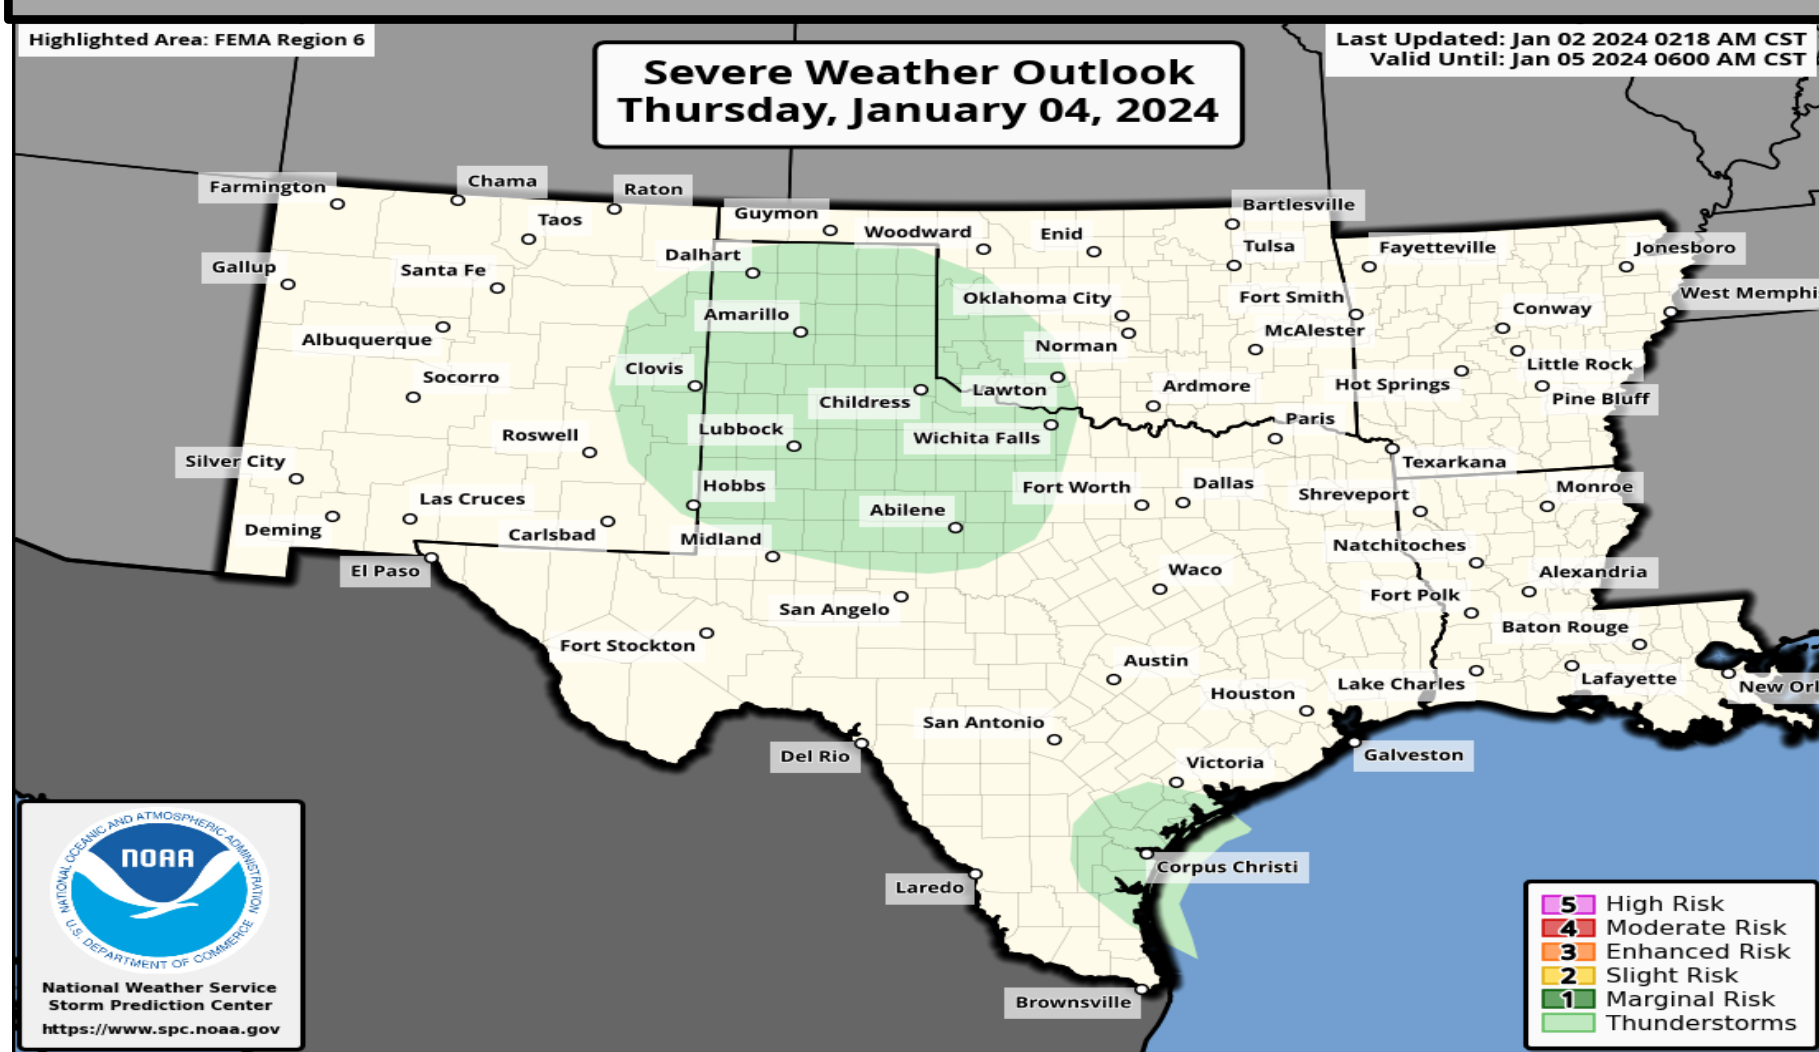 Highlighted Area: FEMA Region 6
Severe Weather Outlook
Thursday, January 04, 2024
Last Updated: Jan 02 2024 0218 AM CST
Valid Until: Jan 05 2024 0600 AM CST
Farmington
Chama
Raton
Taos
Guymon
Woodward
Enid
Bartlesville
Tulsa
Fayetteville
Jonesboro
Gallup
Santa Fe
Dalhart
Oklahoma City
Fort Smith
Conway
West Memphi
Albuquerque
Amarillo
Norman
McAlester
Little Rock
Socorro
Clovis
Childress
Lawton
Ardmore
Hot Springs
Pine Bluff
Roswell
Lubbock
Wichita Falls
Paris
Texarkana
Silver City
Las Cruces
Hobbs
Fort Worth
Dallas
Shreveport
Monroe
Deming
Carlsbad
Midland
Abilene
Natchitoches
El Paso
Waco
Alexandria
San Angelo
Fort Polk
Fort Stockton
Baton Rouge
Austin
Houston
Lake Charles
Lafayette
New Orl
San Antonio
Del Rio
Victoria
Galveston
Laredo
Corpus Christi
Brownsville
NATIONAL OCEANIC AND ATMOSPHERIC ADMINISTRATION
NOAA
U.S. DEPARTMENT OF COMMERCE
National Weather Service
Storm Prediction Center
https://www.spc.noaa.gov
5 High Risk
4 Moderate Risk
3 Enhanced Risk
2 Slight Risk
1 Marginal Risk
Thunderstorms